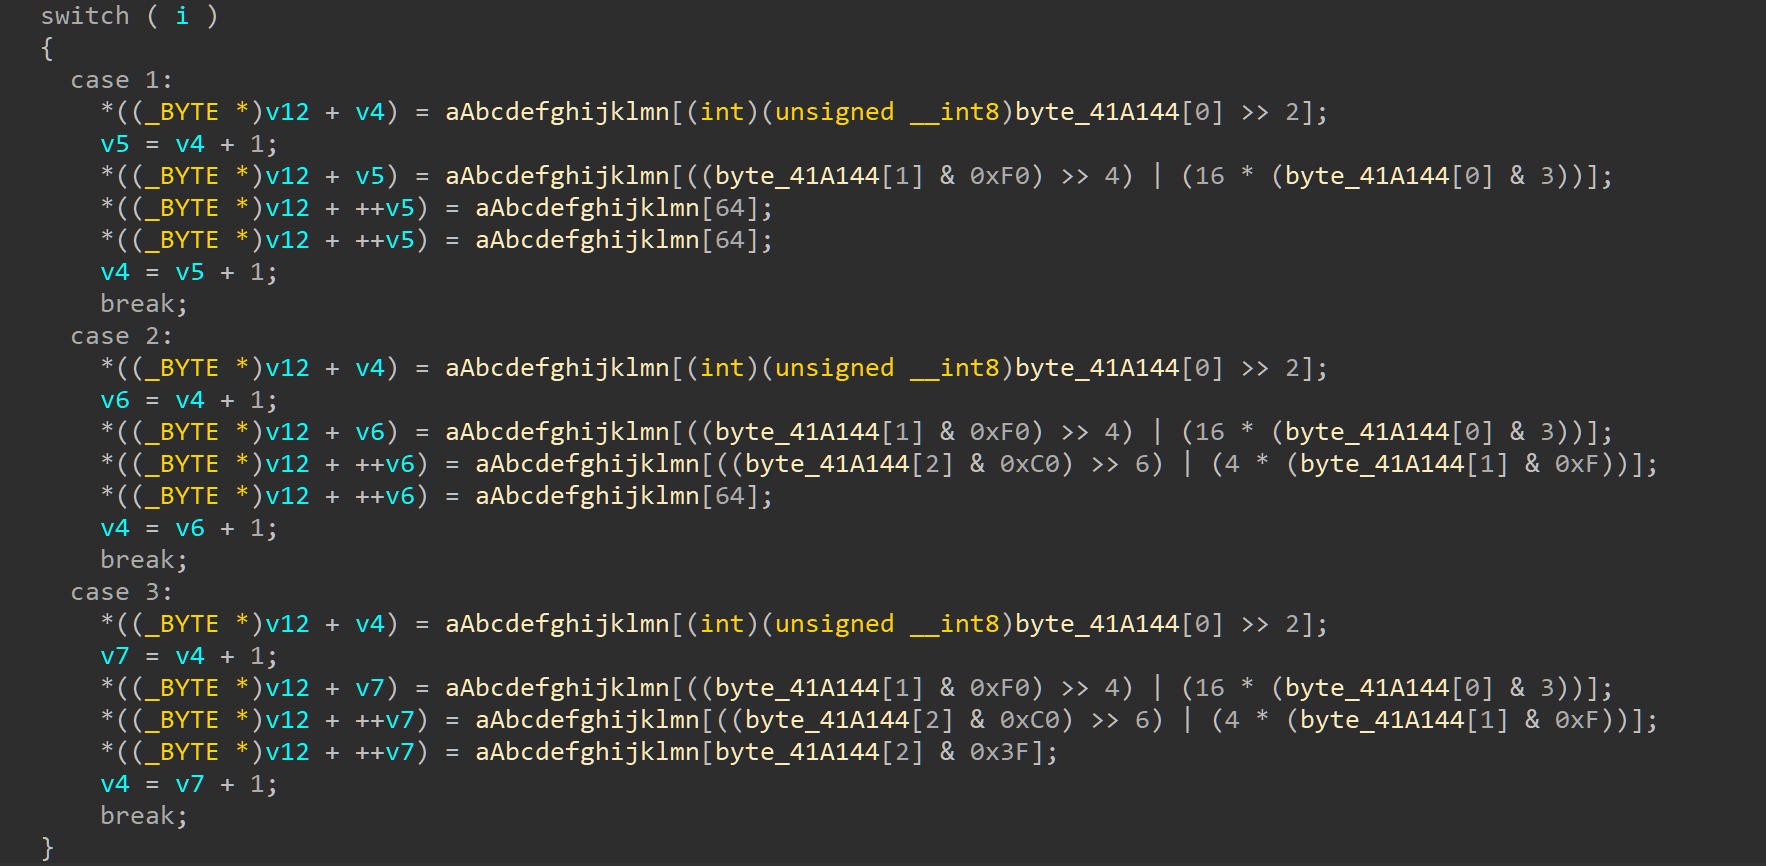 switch ( i )
{
case 1:
*((_BYTE *)v12 + v4) = aAbcdefghijklmn[(int)(unsigned __int8)byte_41A144[0] >> 2];
v5 = v4 + 1;
*((_BYTE *)v12 + v5) = aAbcdefghijklmn[((byte_41A144[1] & 0xF0) >> 4) | (16 * (byte_41A144[0] & 3))];
*((_BYTE *)v12 + ++v5) = aAbcdefghijklmn[64];
*((_BYTE *)v12 + ++v5) = aAbcdefghijklmn[64];
v4 = v5 + 1;
break;
case 2:
*((_BYTE *)v12 + v4) = aAbcdefghijklmn[(int)(unsigned __int8)byte_41A144[0] >> 2];
v6 = v4 + 1;
*((_BYTE *)v12 + v6) = aAbcdefghijklmn[((byte_41A144[1] & 0xF0) >> 4) | (16 * (byte_41A144[0] & 3))];
*((_BYTE *)v12 + ++v6) = aAbcdefghijklmn[((byte_41A144[2] & 0xC0) >> 6) | (4 * (byte_41A144[1] & 0xF))];
*((_BYTE *)v12 + ++v6) = aAbcdefghijklmn[64];
v4 = v6 + 1;
break;
case 3:
*((_BYTE *)v12 + v4) = aAbcdefghijklmn[(int)(unsigned __int8)byte_41A144[0] >> 2];
v7 = v4 + 1;
*((_BYTE *)v12 + v7) = aAbcdefghijklmn[((byte_41A144[1] & 0xF0) >> 4) | (16 * (byte_41A144[0] & 3))];
*((_BYTE *)v12 + ++v7) = aAbcdefghijklmn[((byte_41A144[2] & 0xC0) >> 6) | (4 * (byte_41A144[1] & 0xF))];
*((_BYTE *)v12 + ++v7) = aAbcdefghijklmn[byte_41A144[2] & 0x3F];
v4 = v7 + 1;
break;
}